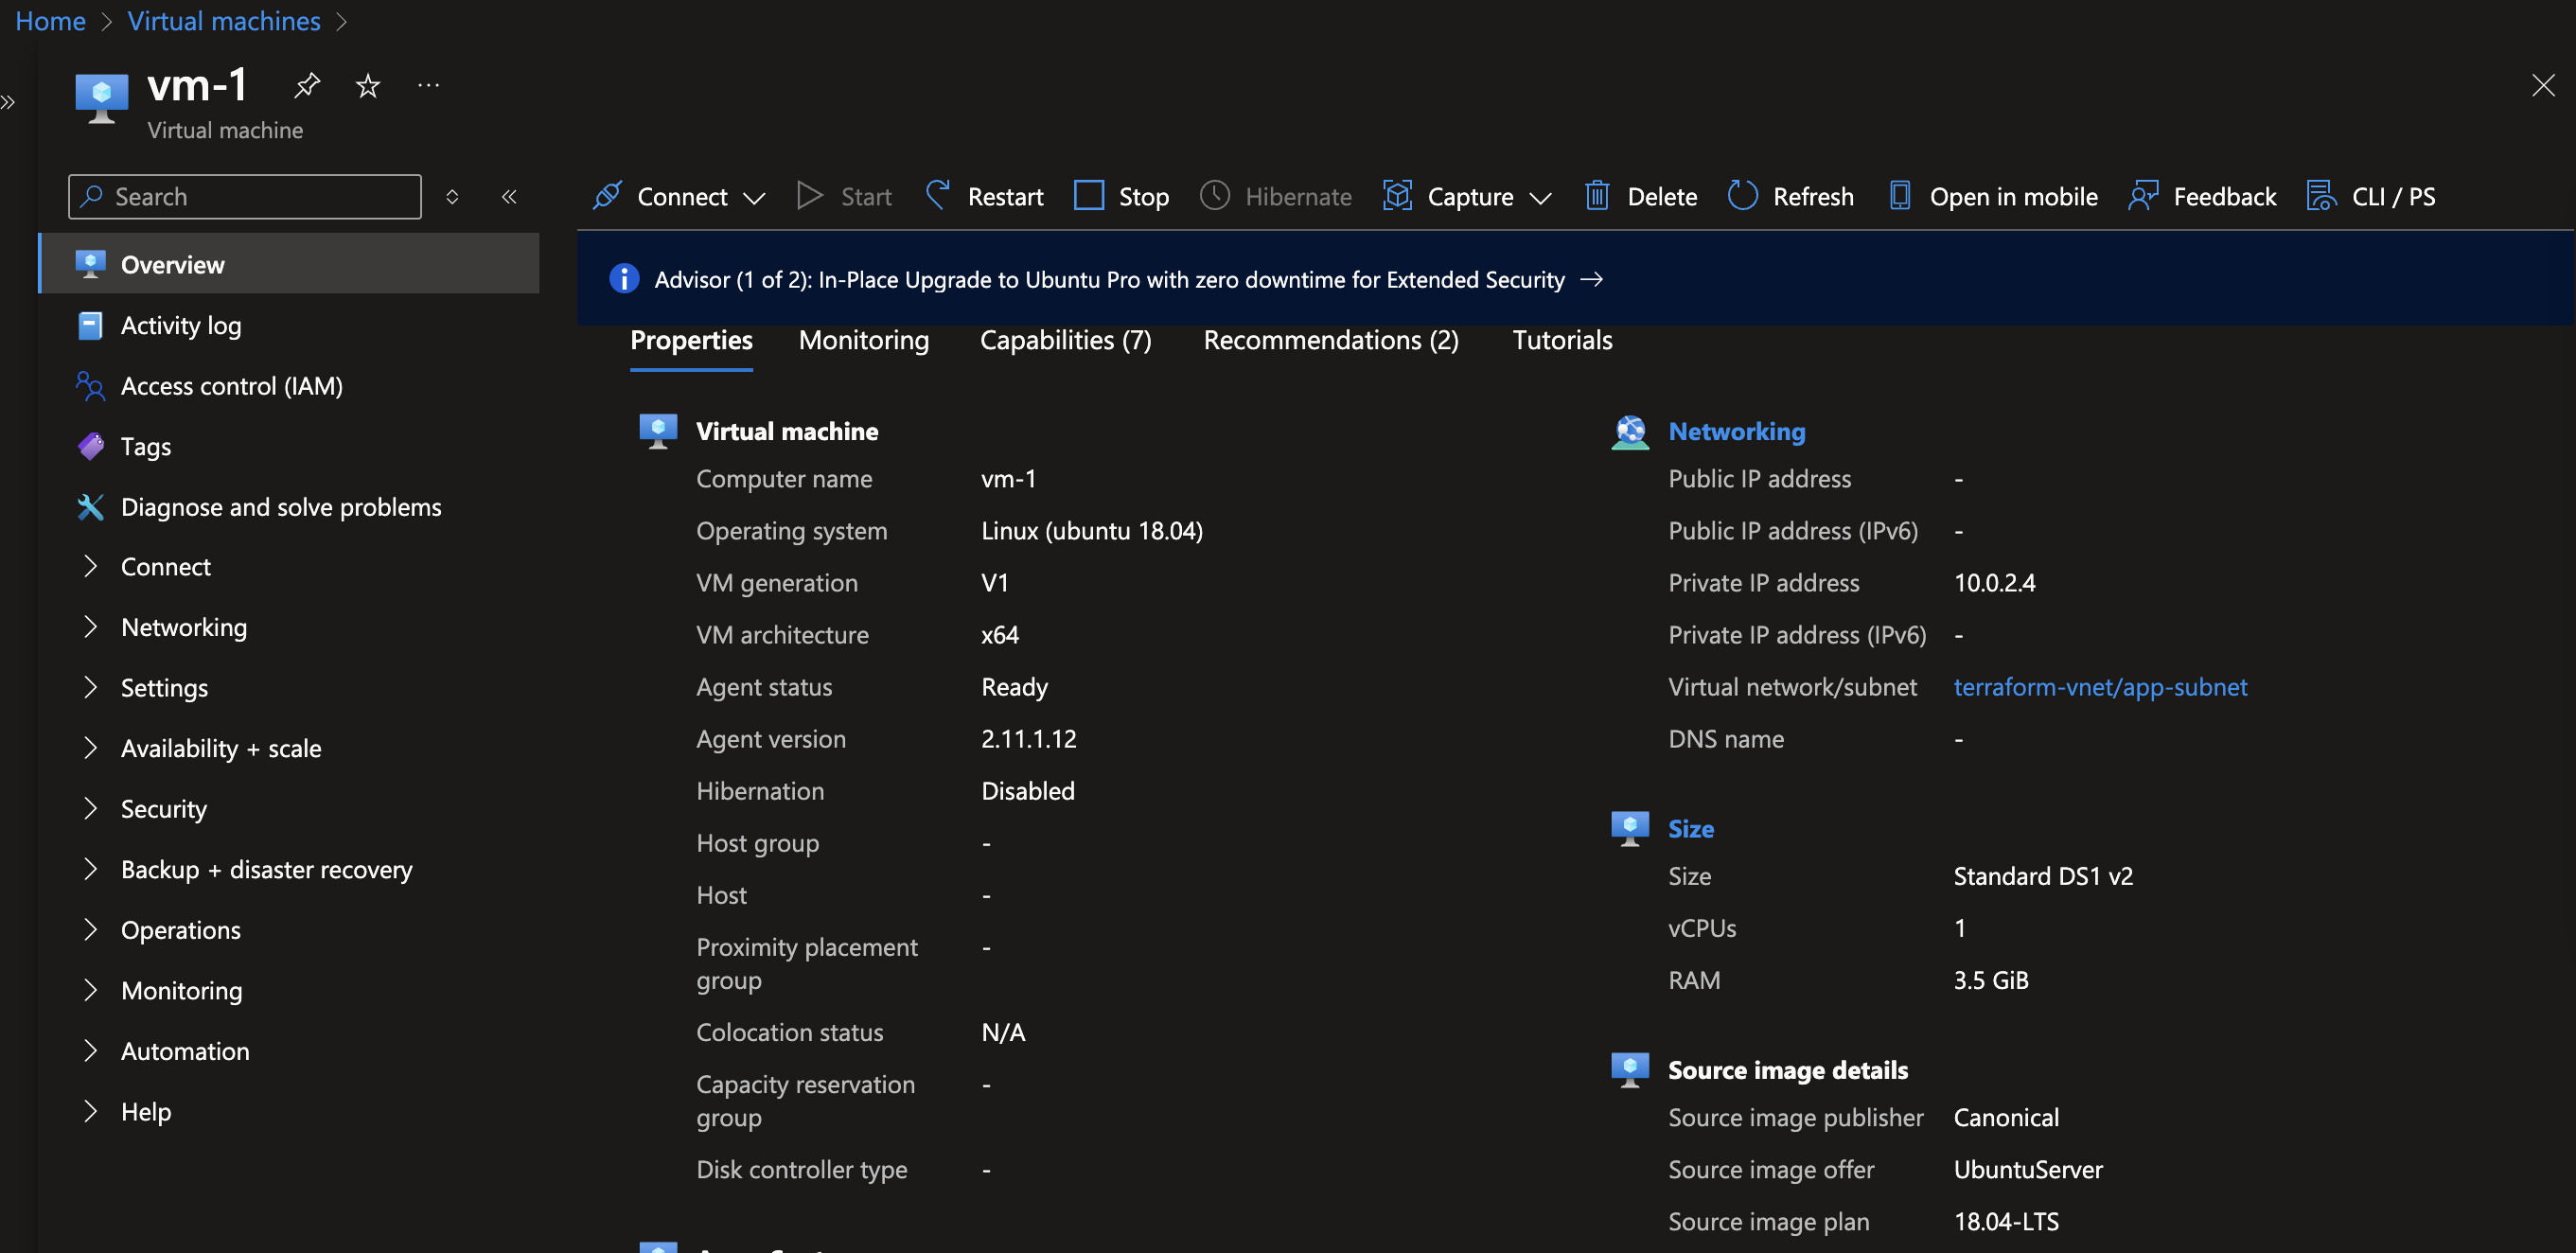 Home > Virtual machines >
vm-1
Virtual machine
Search
Connect
Start
Restart
Stop
Hibernate
Capture
Delete
Refresh
Open in mobile
Feedback
CLI / PS
Overview
Activity log
Access control (IAM)
Tags
Diagnose and solve problems
Connect
Networking
Settings
Availability + scale
Security
Backup + disaster recovery
Operations
Monitoring
Automation
Help
Advisor (1 of 2): In-Place Upgrade to Ubuntu Pro with zero downtime for Extended Security →
Properties
Monitoring
Capabilities (7)
Recommendations (2)
Tutorials
Virtual machine
Computer name vm-1
Operating system Linux (ubuntu 18.04)
VM generation V1
VM architecture x64
Agent status Ready
Agent version 2.11.1.12
Hibernation Disabled
Host group -
Host -
Proximity placement -
group
Colocation status N/A
Capacity reservation -
group
Disk controller type -
Networking
Public IP address -
Public IP address (IPv6) -
Private IP address 10.0.2.4
Private IP address (IPv6) -
Virtual network/subnet terraform-vnet/app-subnet
DNS name -
Size
Size Standard DS1 v2
vCPUs 1
RAM 3.5 GiB
Source image details
Source image publisher Canonical
Source image offer UbuntuServer
Source image plan 18.04-LTS